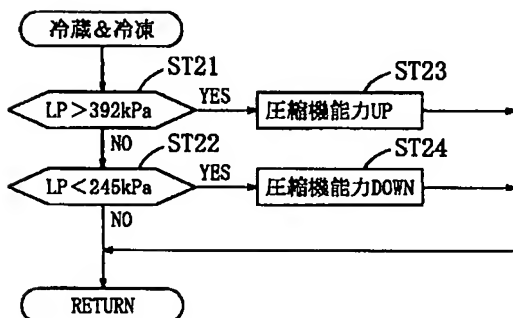 冷蔵&冷凍
ST21
LP>392kPa
YES
ST23
圧縮機能力UP
NO
ST22
LP<245kPa
YES
ST24
圧縮機能力DOWN
NO
RETURN